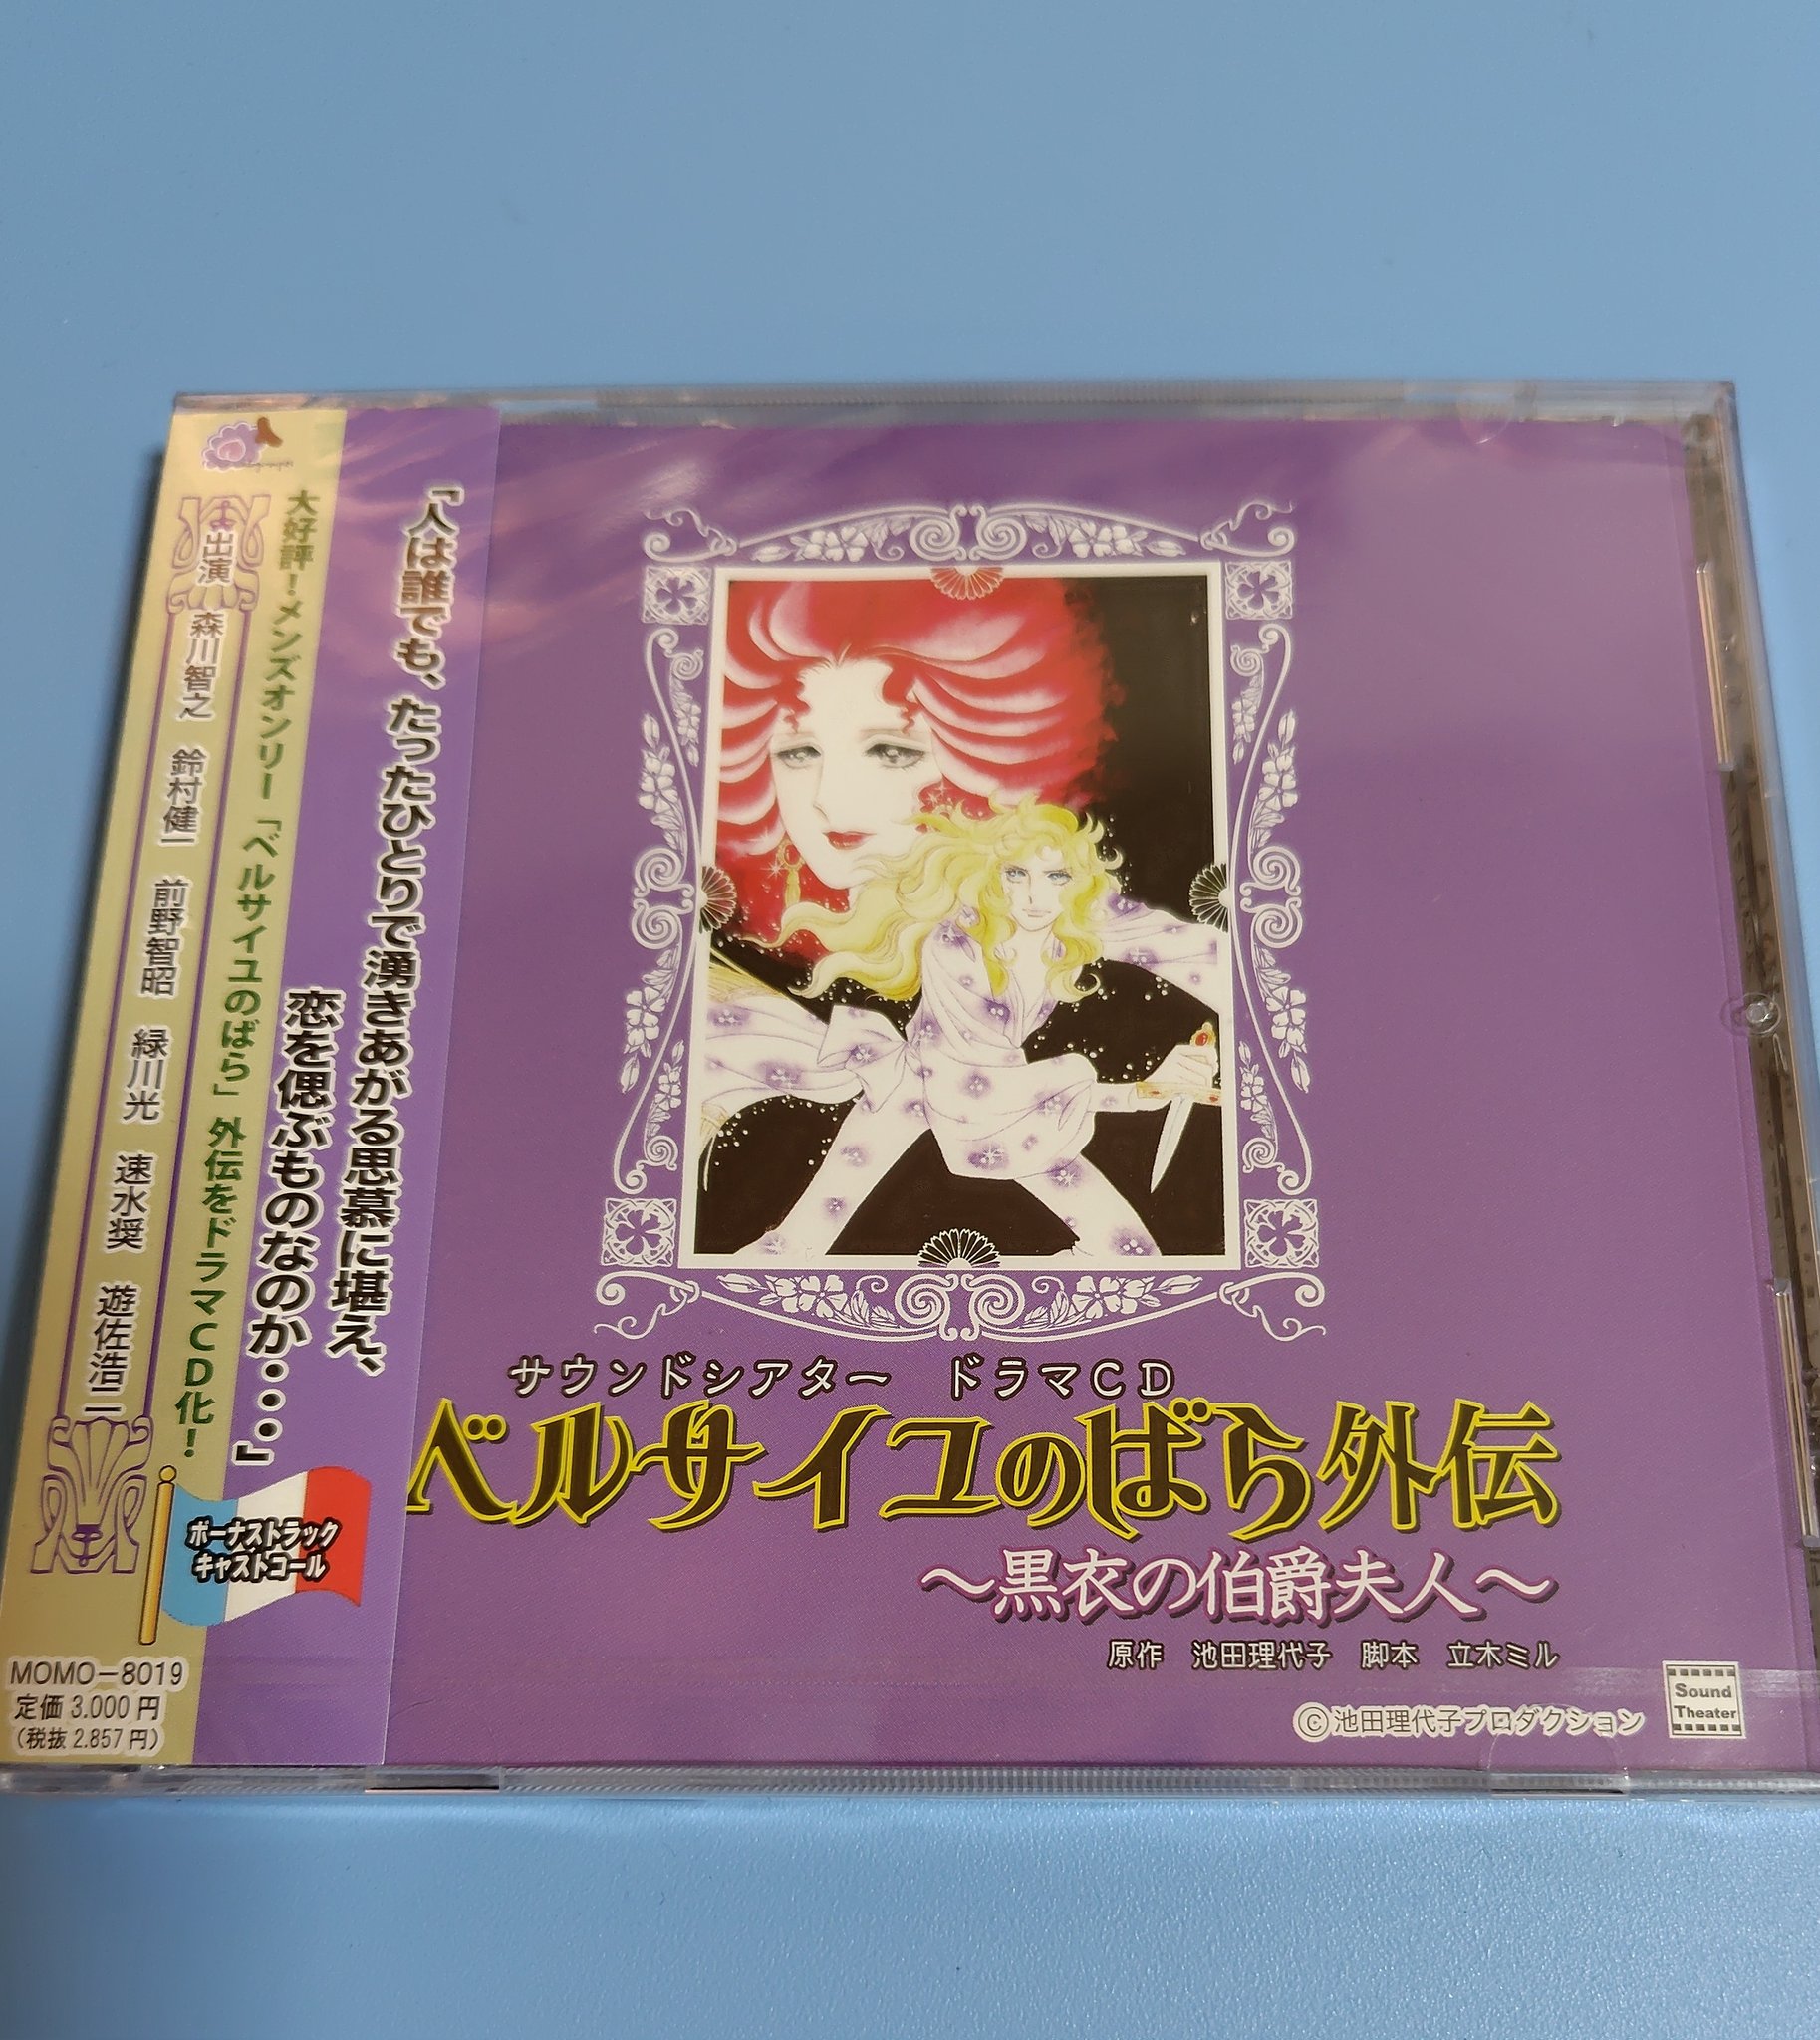 「人は誰でも、たったひとりで湧きあがる思慕に堪え、
恋を偲ぶものなのか・・・・」
大好評！メンズオンリー「ベルサイユのばら」外伝をドラマＣＤ化！
出演　森川智之　鈴村健一　前野智昭　緑川光　速水奨　遊佐浩二
ボーナストラック
キャストコール
MOMO－8019
定価 3.000 円
（税抜 2.857 円）
サウンドシアター　ドラマＣＤ
ベルサイユのばら外伝
～黒衣の伯爵夫人～
原作　池田理代子　脚本　立木ミル
©池田理代子プロダクション
Sound
Theater